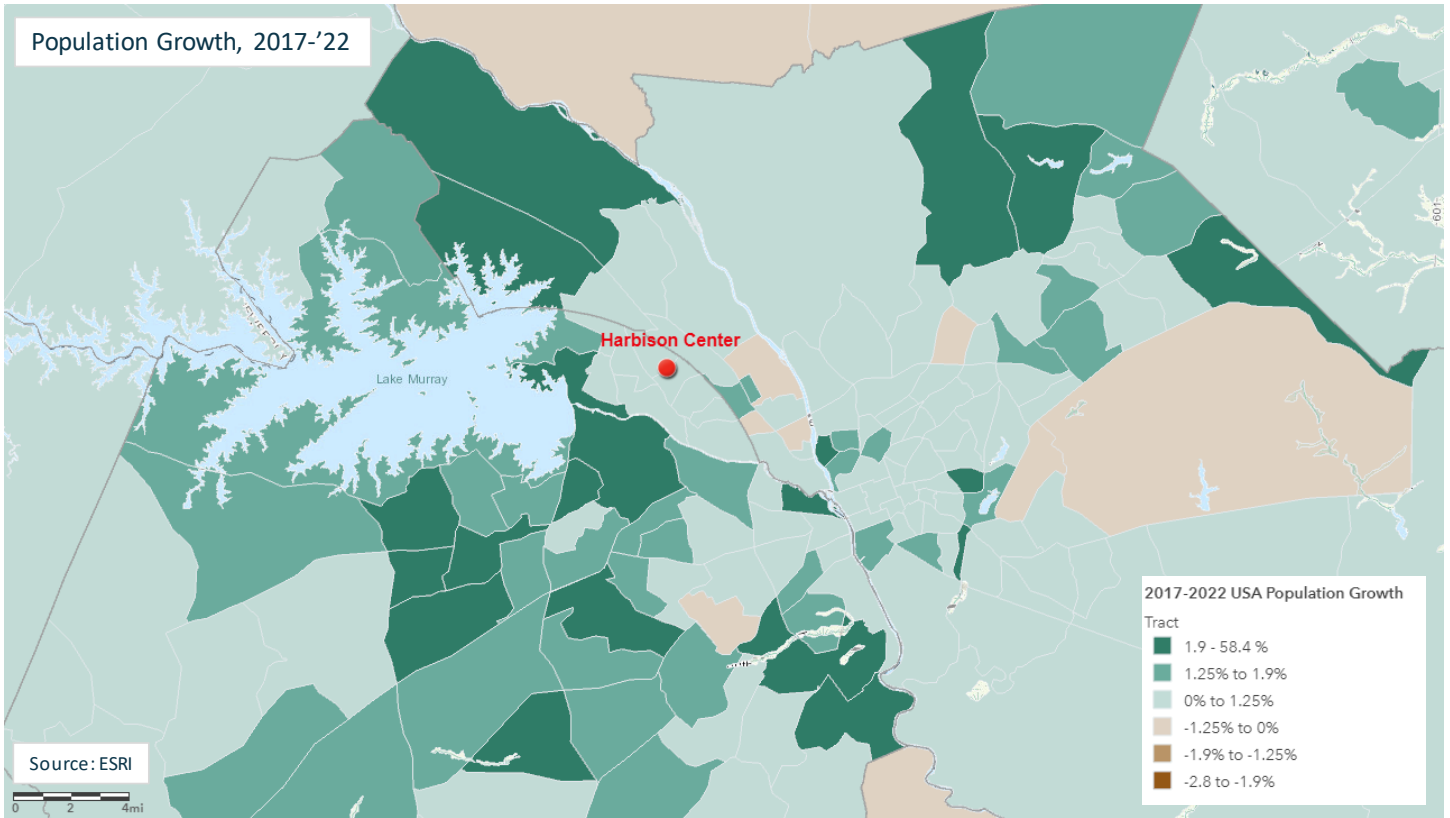 Population Growth, 2017-’22
601
Harbison Center
Lake Murray
2017-2022 USA Population Growth
Tract
1.9 - 58.4 %
1.25% to 1.9%
0% to 1.25%
-1.25% to 0%
-1.9% to -1.25%
-2.8 to -1.9%
Source: ESRI
0 2 4mi